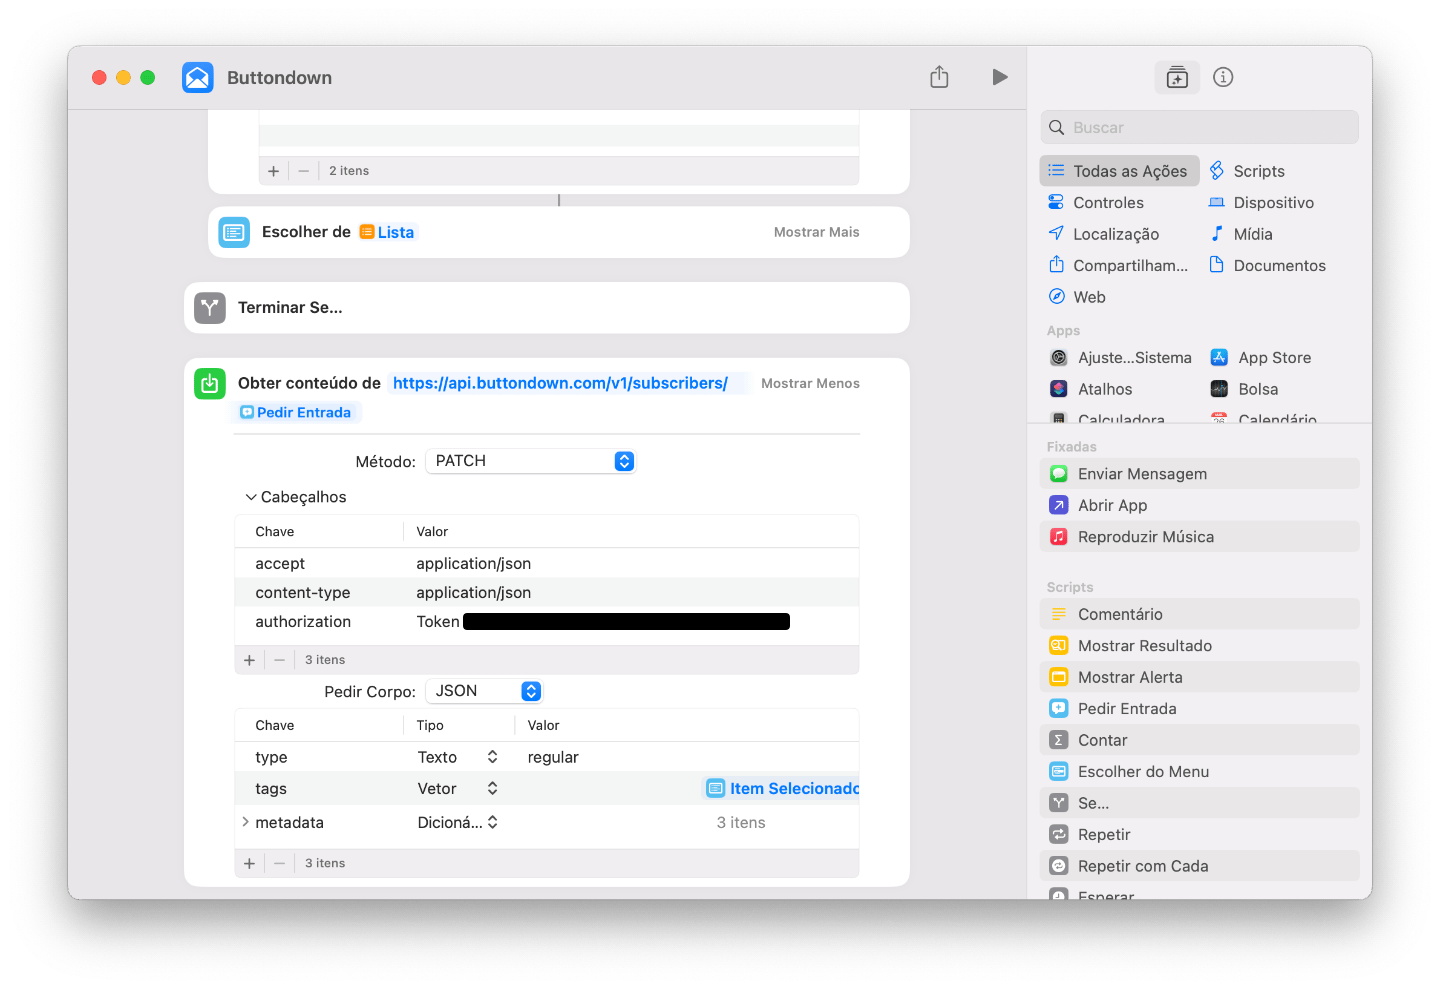 Buttondown
2 itens
Escolher de Lista
Mostrar Mais
Terminar Se...
Obter conteúdo de https://api.buttondown.com/v1/subscribers/
Mostrar Menos
Pedir Entrada
Método: PATCH
Cabeçalhos
Chave Valor
accept application/json
content-type application/json
authorization Token
3 itens
Pedir Corpo: JSON
Chave Tipo Valor
type Texto regular
tags Vetor Item Selecionado
metadata Dicioná... 3 itens
3 itens
Buscar
Todas as Ações Scripts
Controles Dispositivo
Localização Mídia
Compartilham... Documentos
Web
Apps
Ajuste...Sistema App Store
Atalhos Bolsa
Calculadora Calendário
Fixadas
Enviar Mensagem
Abrir App
Reproduzir Música
Scripts
Comentário
Mostrar Resultado
Mostrar Alerta
Pedir Entrada
Contar
Escolher do Menu
Se...
Repetir
Repetir com Cada
Esperar